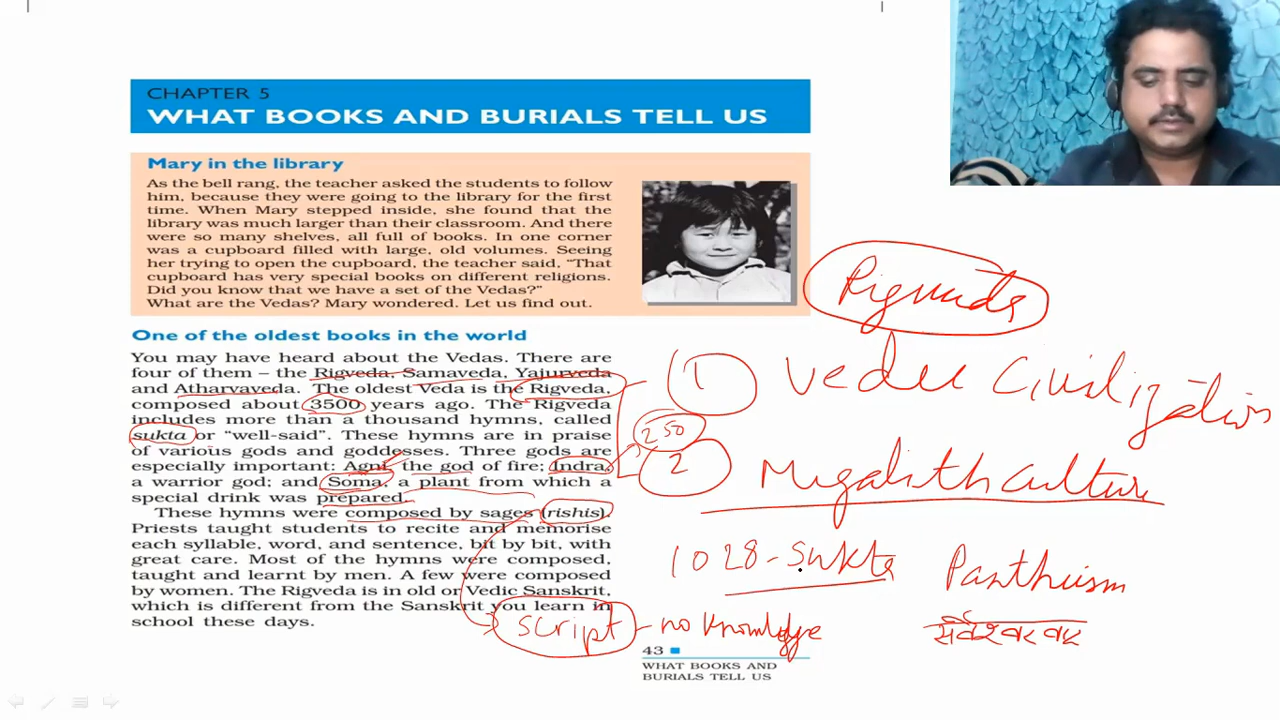 CHAPTER 5
WHAT BOOKS AND BURIALS TELL US
Mary in the library
As the bell rang, the teacher asked the students to follow
him, because they were going to the library for the first
time. When Mary stepped inside, she found that the
library was much larger than their classroom. And there
were so many shelves, all full of books. In one corner
was a cupboard filled with large, old volumes. Seeing
her trying to open the cupboard, the teacher said, “That
cupboard has very special books on different religions.
Did you know that we have a set of the Vedas?”
What are the Vedas? Mary wondered. Let us find out.
One of the oldest books in the world
You may have heard about the Vedas. There are
four of them – the Rigveda, Samaveda, Yajurveda
and Atharvaveda. The oldest Veda is the Rigveda,
composed about 3500 years ago. The Rigveda
includes more than a thousand hymns, called
sukta or “well-said”. These hymns are in praise
of various gods and goddesses. Three gods are
especially important: Agni, the god of fire; Indra,
a warrior god; and Soma, a plant from which a
special drink was prepared.
These hymns were composed by sages (rishis).
Priests taught students to recite and memorise
each syllable, word, and sentence, bit by bit, with
great care. Most of the hymns were composed,
taught and learnt by men. A few were composed
by women. The Rigveda is in old or Vedic Sanskrit,
which is different from the Sanskrit you learn in
school these days.
43
WHAT BOOKS AND
BURIALS TELL US
Rigveda
1 Vedic Civilization
250
2 Megalith Culture
1028-Sukta Panthism
script - no knowledge